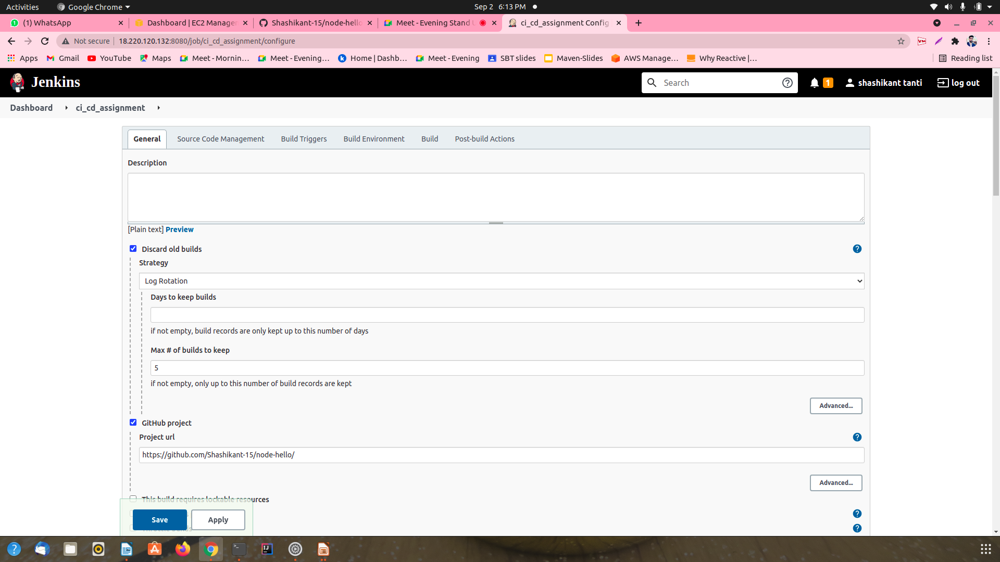 Activities Google Chrome Sep 2 6:13 PM
(1) WhatsApp Dashboard | EC2 Manager Shashikant-15/node-hello Meet - Evening Stand U ci_cd_assignment Config
Not secure 18.220.120.132:8080/job/ci_cd_assignment/configure
Apps Gmail YouTube Maps Meet - Mornin... Meet - Evening... Home | Dashb... Meet - Evening SBT slides Maven-Slides AWS Manage... Why Reactive |... Reading list
Jenkins Search 1 shashikant tanti log out
Dashboard ci_cd_assignment
General Source Code Management Build Triggers Build Environment Build Post-build Actions
Description
[Plain text] Preview
Discard old builds
Strategy
Log Rotation
Days to keep builds
if not empty, build records are only kept up to this number of days
Max # of builds to keep
5
if not empty, only up to this number of build records are kept
Advanced...
GitHub project
Project url
https://github.com/Shashikant-15/node-hello/
Advanced...
This build requires lockable resources
Save Apply